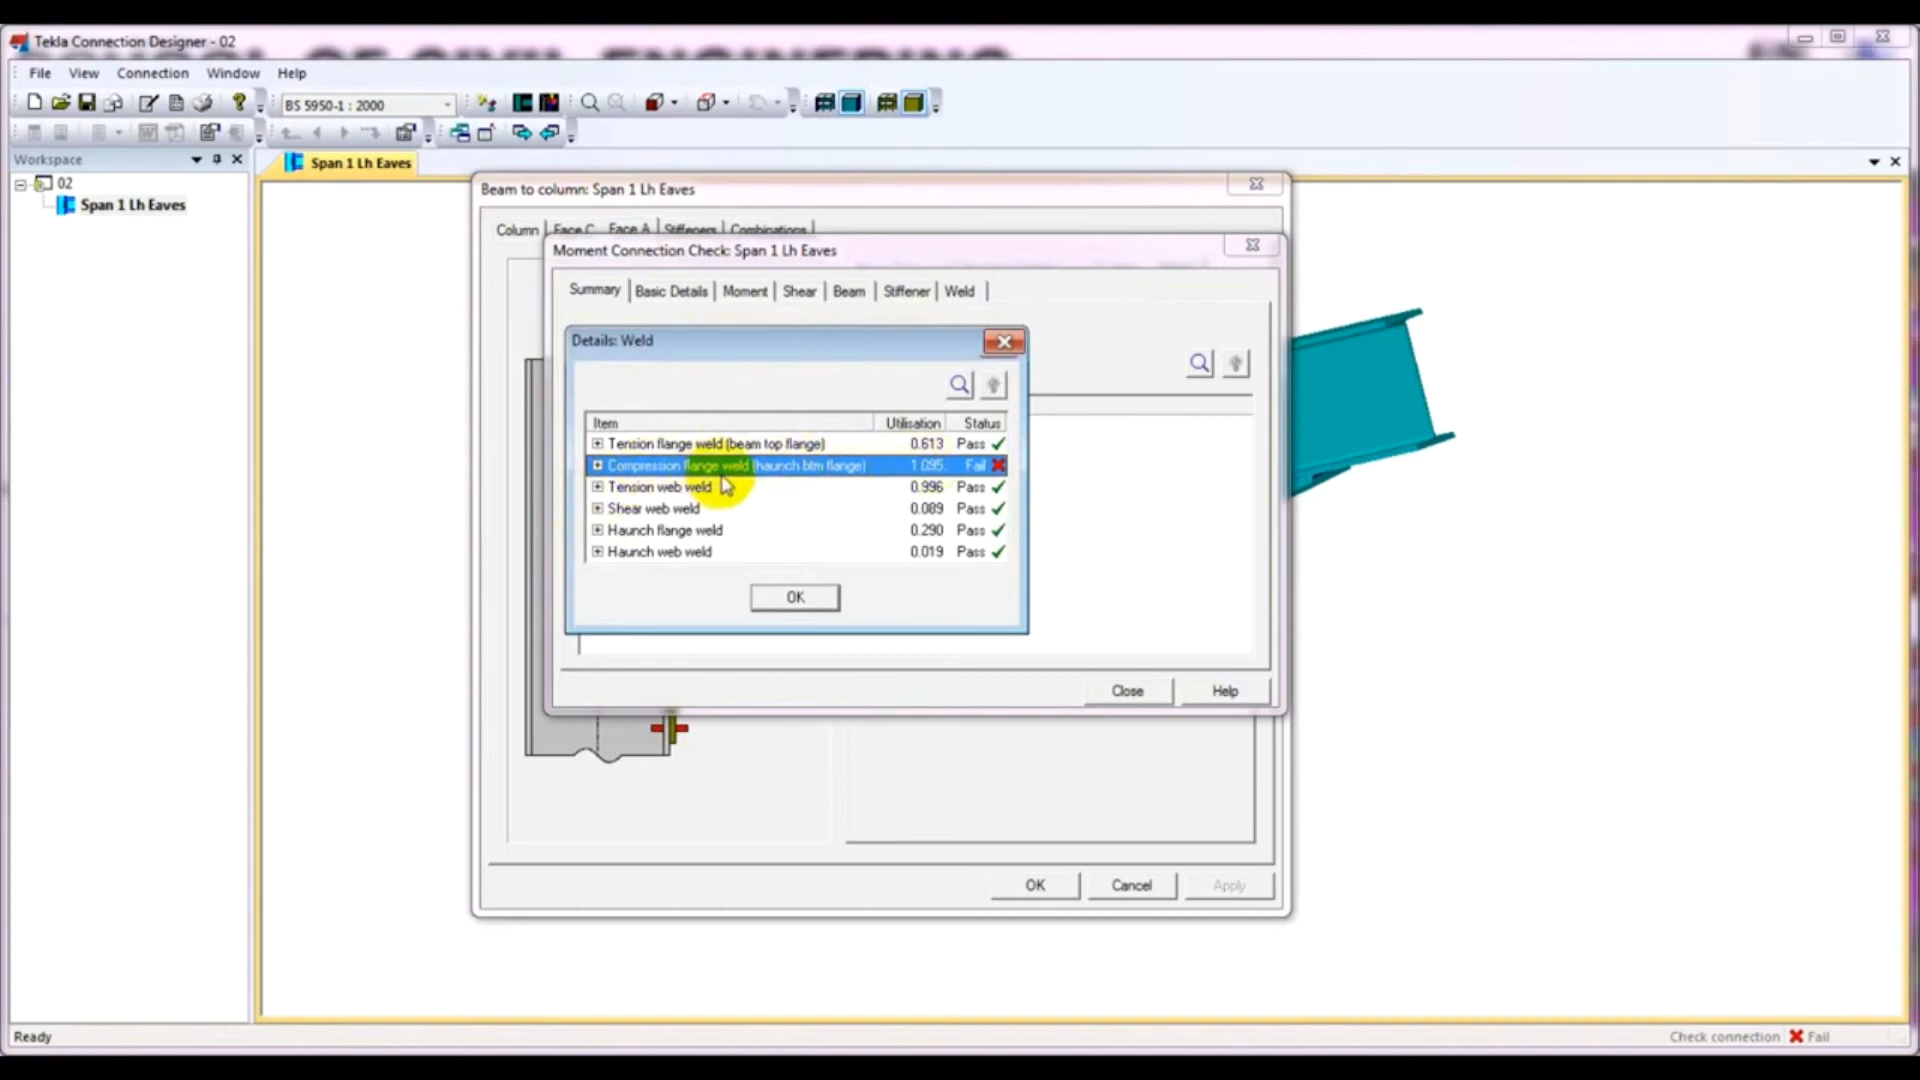 Tekla Connection Designer - 02
OF CIVIL ENGINEERING
File View Connection Window Help
BS 5950-1 : 2000
Workspace
Span 1 Lh Eaves
02
Span 1 Lh Eaves
Beam to column: Span 1 Lh Eaves
Column Face C Face A Stiffeners Combinations
Moment Connection Check: Span 1 Lh Eaves
Summary Basic Details Moment Shear Beam Stiffener Weld
Details: Weld
Item Utilisation Status
Tension flange weld (beam top flange) 0.613 Pass
Compression flange weld (haunch btm flange) 1.095 Fail
Tension web weld 0.996 Pass
Shear web weld 0.089 Pass
Haunch flange weld 0.290 Pass
Haunch web weld 0.019 Pass
OK
Close Help
OK Cancel Apply
Ready
Check connection Fail